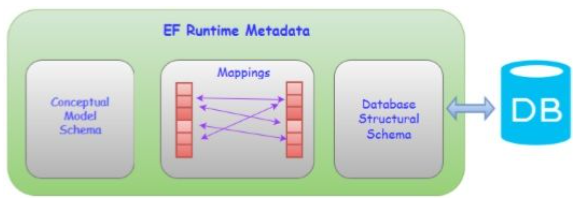 EF Runtime Metadata
Conceptual
Model
Schema
Mappings
Database
Structural
Schema
DB